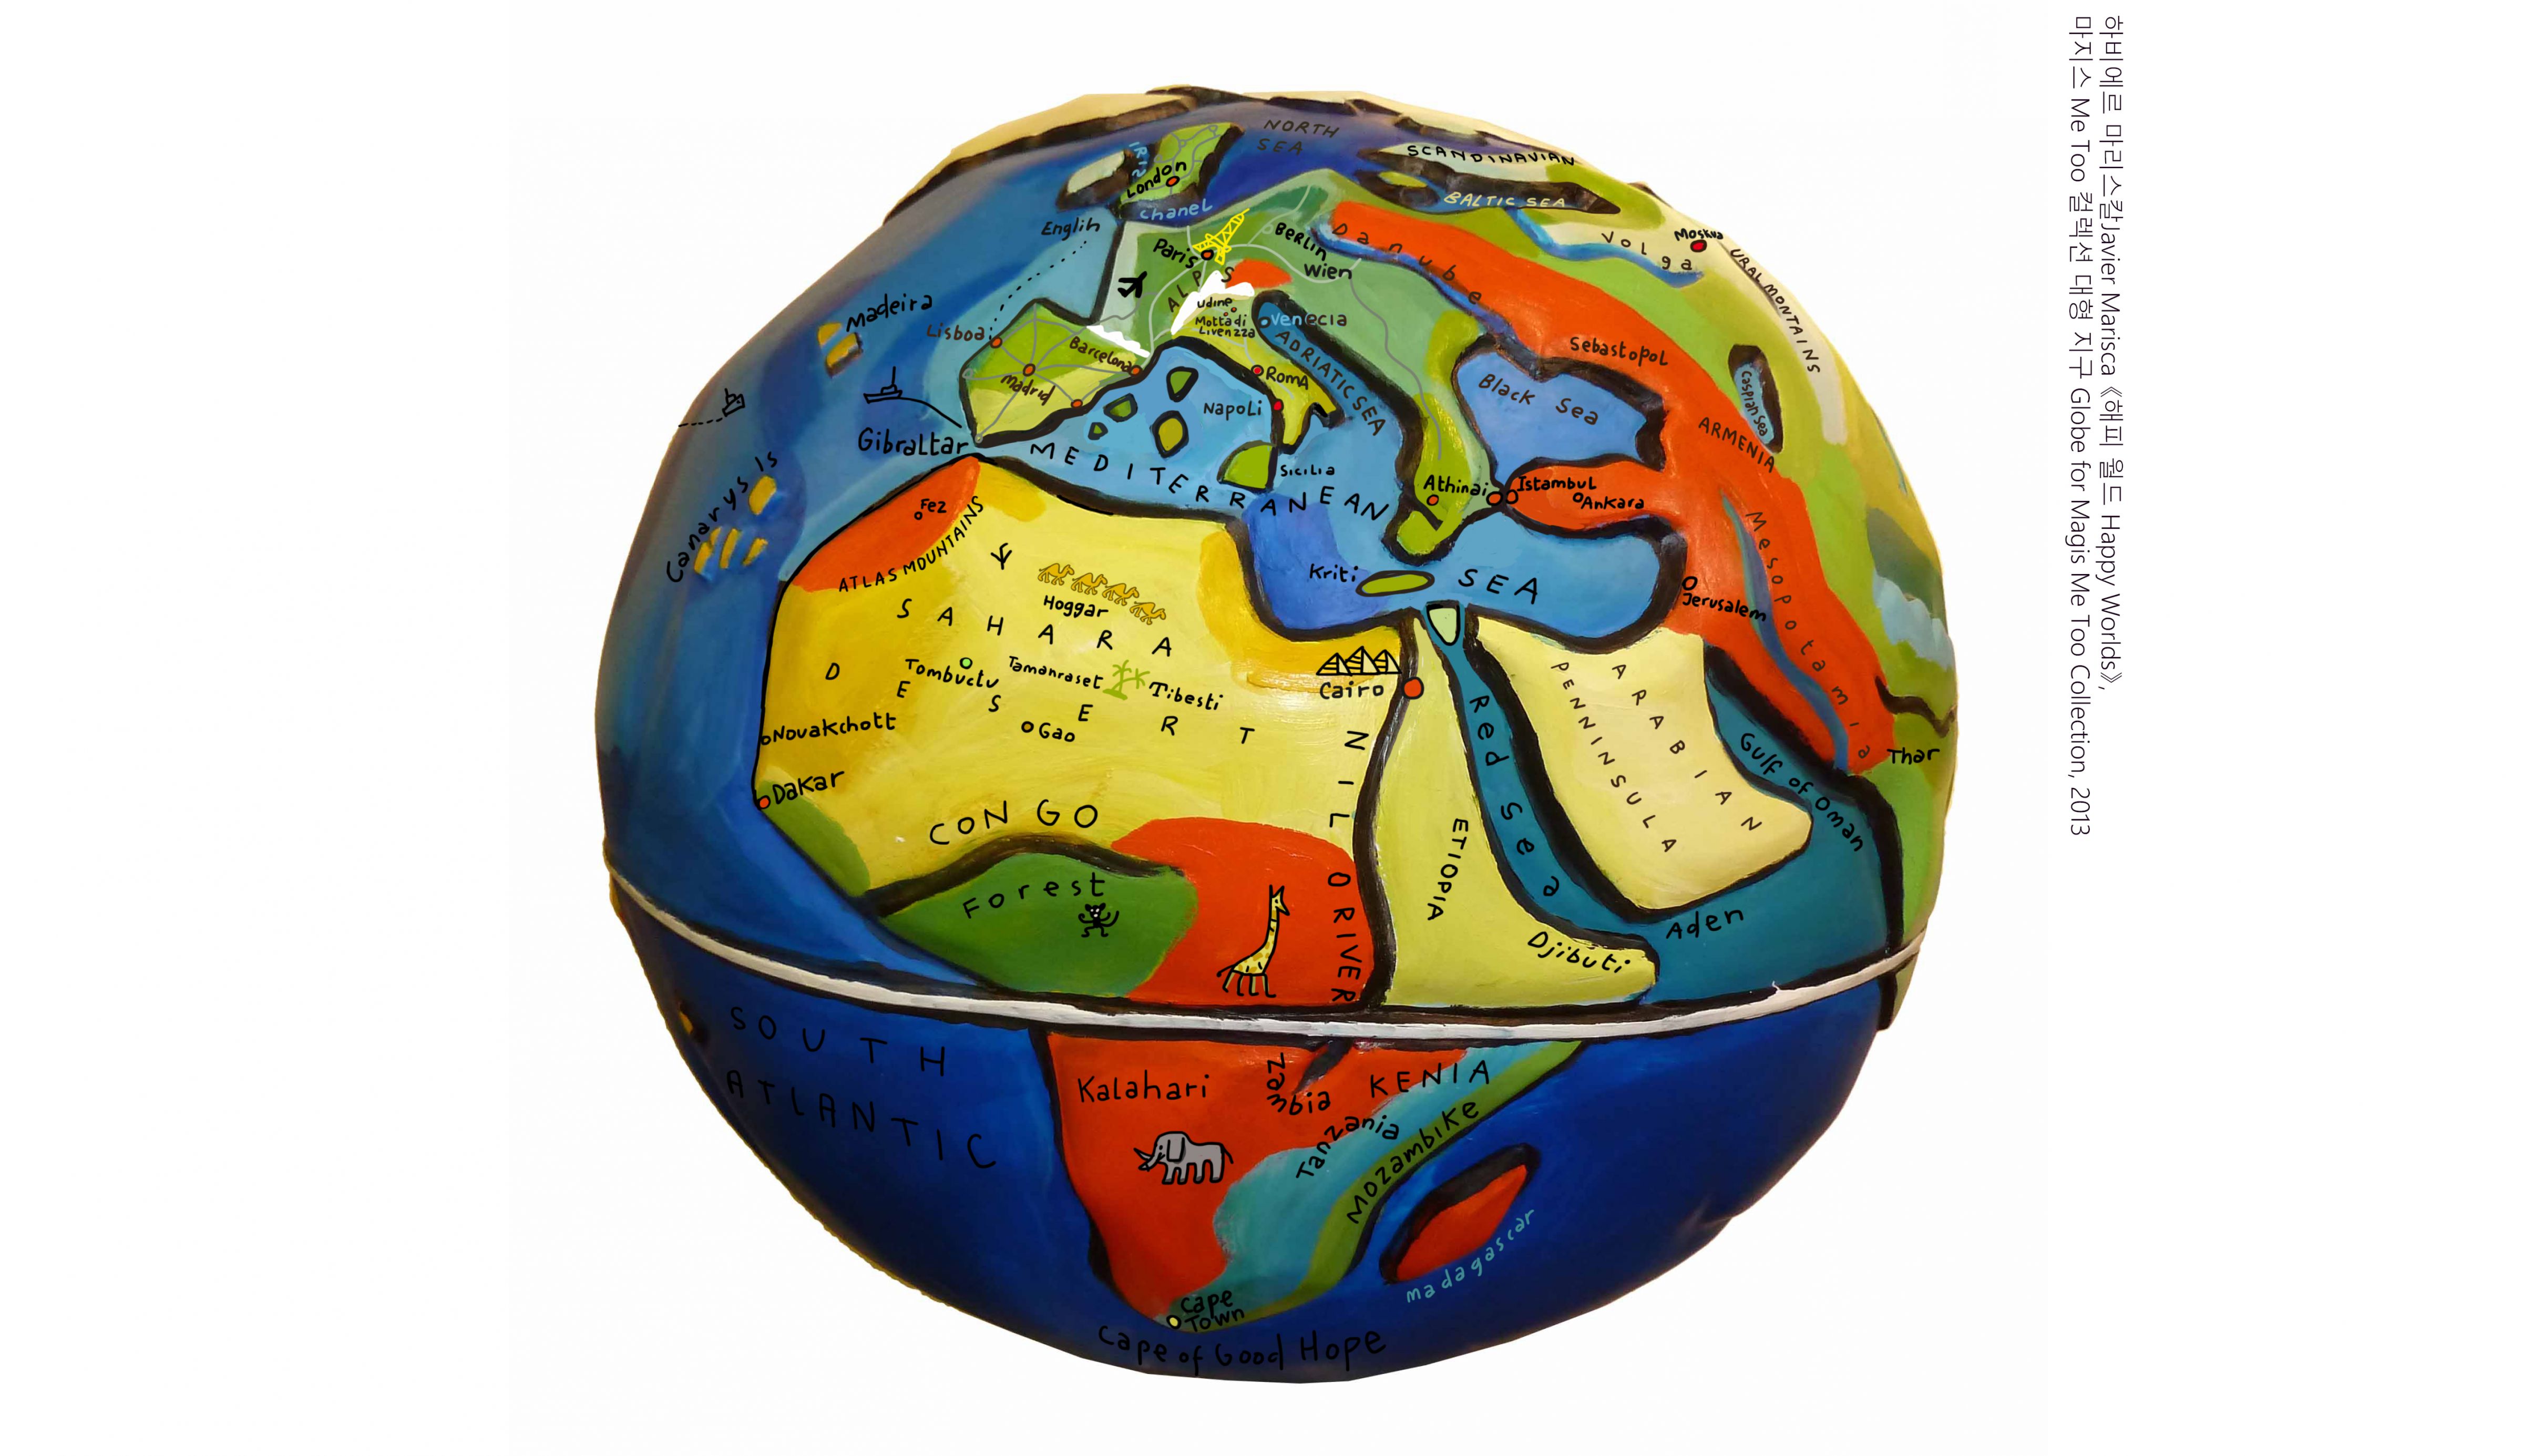 하비에르 마리스칼Javier Marisca 《해피 월드 Happy Worlds》,
마지스 Me Too 컬렉션 대형 지구 Globe for Magis Me Too Collection, 2013
NORTH
SEA
IRIS
London
SCANDINAVIAN
BALTIC SEA
Chanel
Englih
Paris
BERLIN
Wien
Danube
Volga
Moskva
URAL MONTAINS
ALPS
Udine
Motta di
Livenzza
Venecia
Madeira
Lisboa
Barcelona
Madrid
ADRIATIC SEA
Roma
Napoli
Sebastopol
Black Sea
Caspian Sea
ARMENIA
Gibraltar
MEDITERRANEAN
SEA
Sicilia
Athinai
Istambul
Ankara
Canarys Is
Fez
ATLAS MOUNTAINS
Kriti
Jerusalem
Mesopotamia
Hoggar
SAHARA
DESERT
Tombuctu
Tamanraset
Tibesti
Cairo
Novakchott
Gao
Dakar
NILO RIVER
Red Sea
ARABIAN
PENNINSULA
Gulf of Oman
Thar
CONGO
Forest
ETIOPIA
Djibuti
Aden
SOUTH
ATLANTIC
Kalahari
Zambia
KENIA
Tanzania
Mozambike
madagascar
Cape
Town
Cape of Good Hope